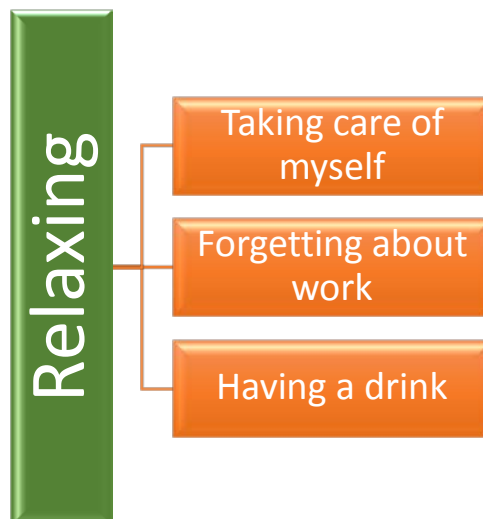 Relaxing
Taking care of
myself
Forgetting about
work
Having a drink